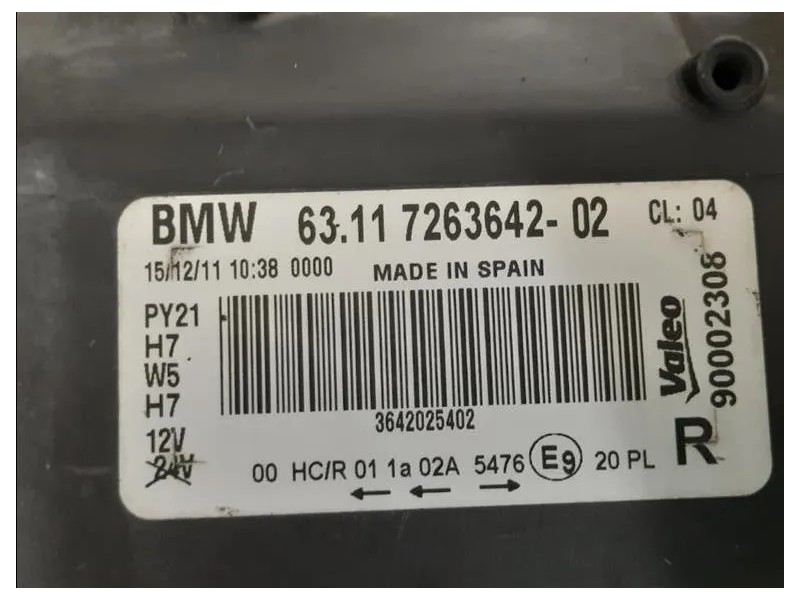 BMW 63.11 7263642-02 CL: 04
15/12/11 10:38 0000 MADE IN SPAIN
PY21
H7
W5
H7
12V
24V
3642025402
00 HC/R 01 1a 02A 5476 E9 20 PL
← ← →
Valeo
90002308
R